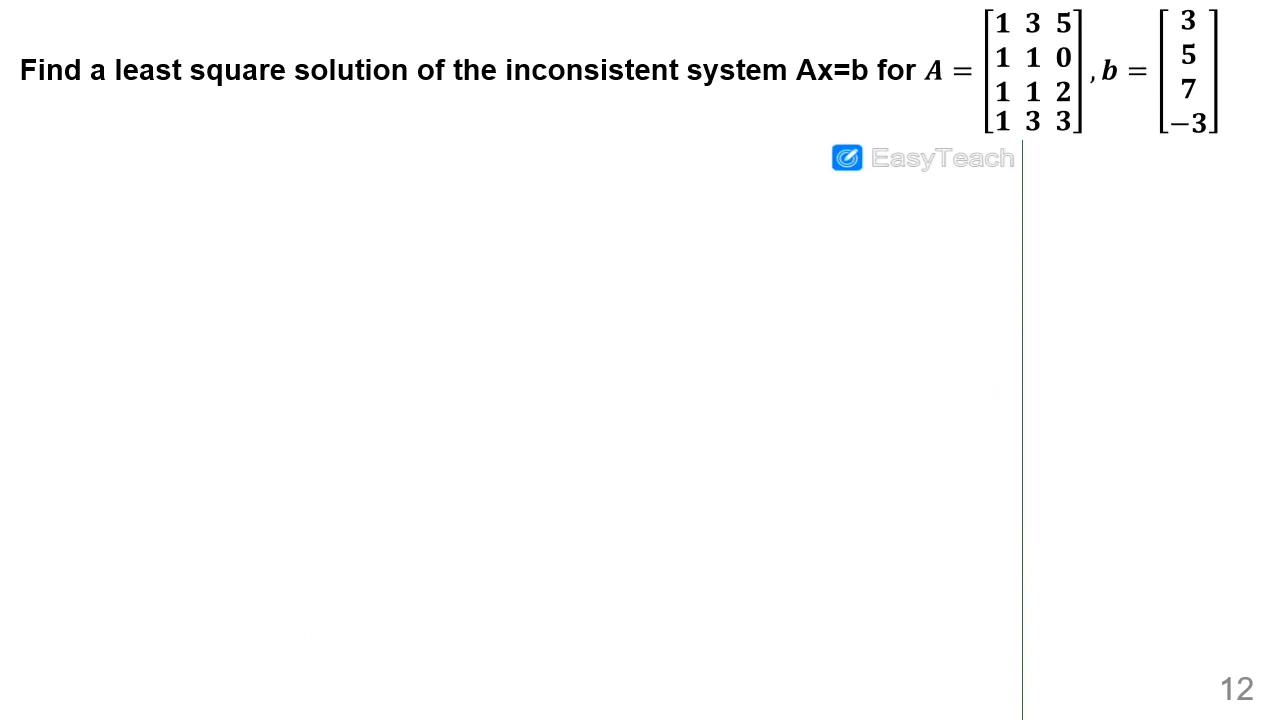 Find a least square solution of the inconsistent system Ax=b for A = [1 3 5; 1 1 0; 1 1 2; 1 3 3], b = [3; 5; 7; −3]
EasyTeach
12